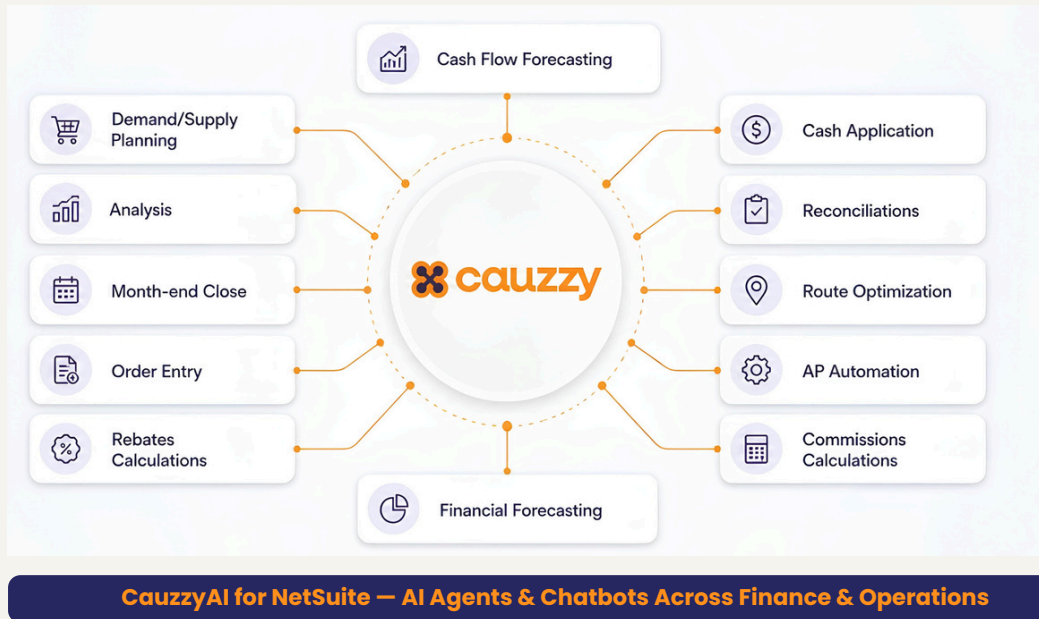 Cash Flow Forecasting
Demand/Supply
Planning
Analysis
Month-end Close
Order Entry
Rebates
Calculations
cauzzy
Cash Application
Reconciliations
Route Optimization
AP Automation
Commissions
Calculations
Financial Forecasting
CauzzyAI for NetSuite — AI Agents & Chatbots Across Finance & Operations